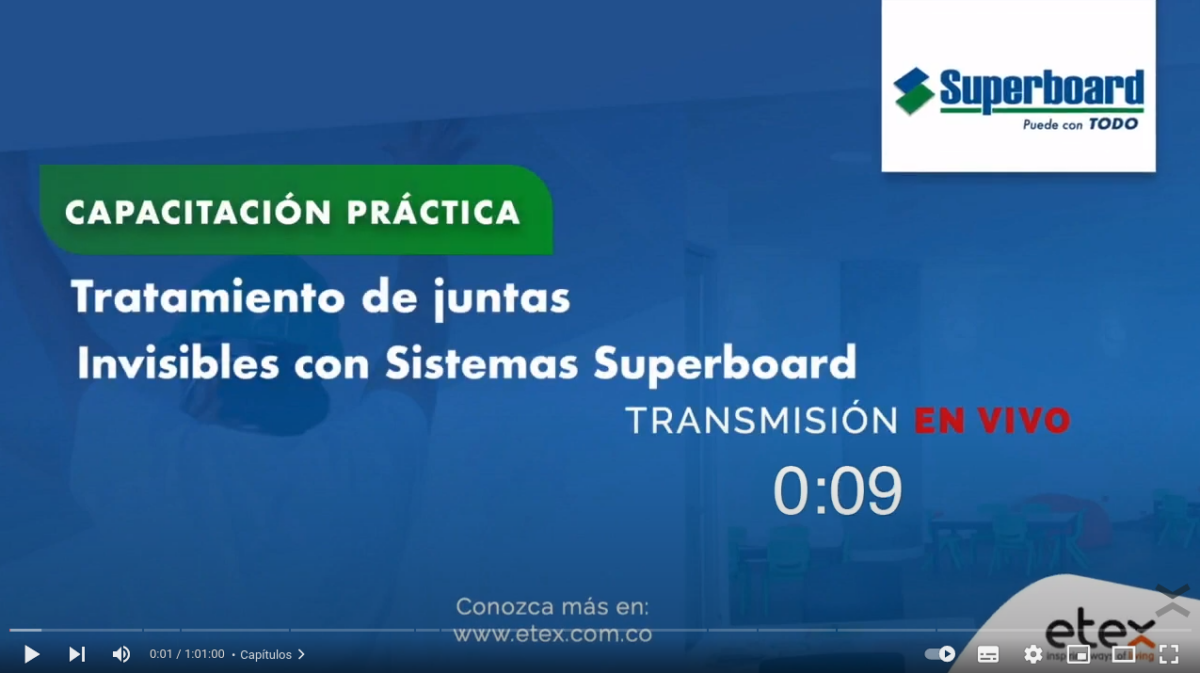 Superboard
Puede con TODO
CAPACITACIÓN PRÁCTICA
Tratamiento de juntas
Invisibles con Sistemas Superboard
TRANSMISIÓN EN VIVO
0:09
Conozca más en:
www.etex.com.co
etex
inspiring ways of living
0:01 / 1:01:00 • Capítulos